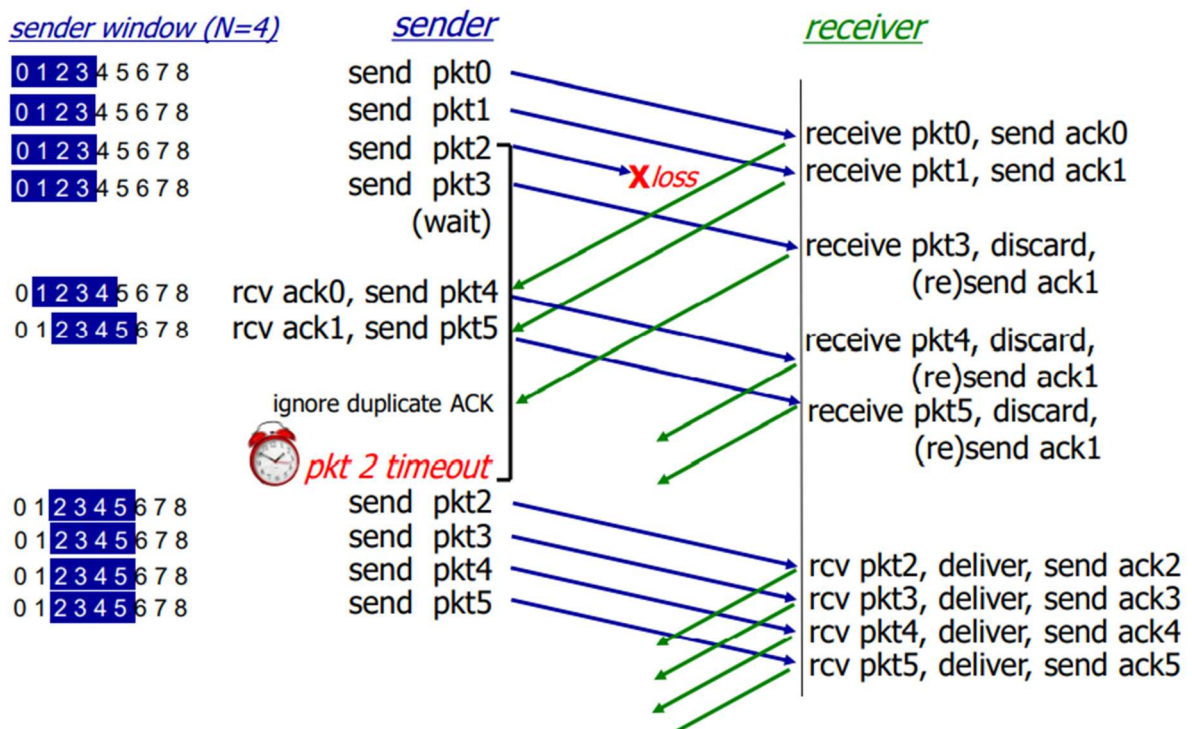 sender window (N=4)
sender
receiver
0 1 2 3 4 5 6 7 8
send pkt0
0 1 2 3 4 5 6 7 8
send pkt1
0 1 2 3 4 5 6 7 8
send pkt2
0 1 2 3 4 5 6 7 8
send pkt3
(wait)
X loss
receive pkt0, send ack0
receive pkt1, send ack1
receive pkt3, discard,
(re)send ack1
0 1 2 3 4 5 6 7 8
rcv ack0, send pkt4
0 1 2 3 4 5 6 7 8
rcv ack1, send pkt5
receive pkt4, discard,
(re)send ack1
receive pkt5, discard,
(re)send ack1
ignore duplicate ACK
pkt 2 timeout
0 1 2 3 4 5 6 7 8
send pkt2
0 1 2 3 4 5 6 7 8
send pkt3
0 1 2 3 4 5 6 7 8
send pkt4
0 1 2 3 4 5 6 7 8
send pkt5
rcv pkt2, deliver, send ack2
rcv pkt3, deliver, send ack3
rcv pkt4, deliver, send ack4
rcv pkt5, deliver, send ack5